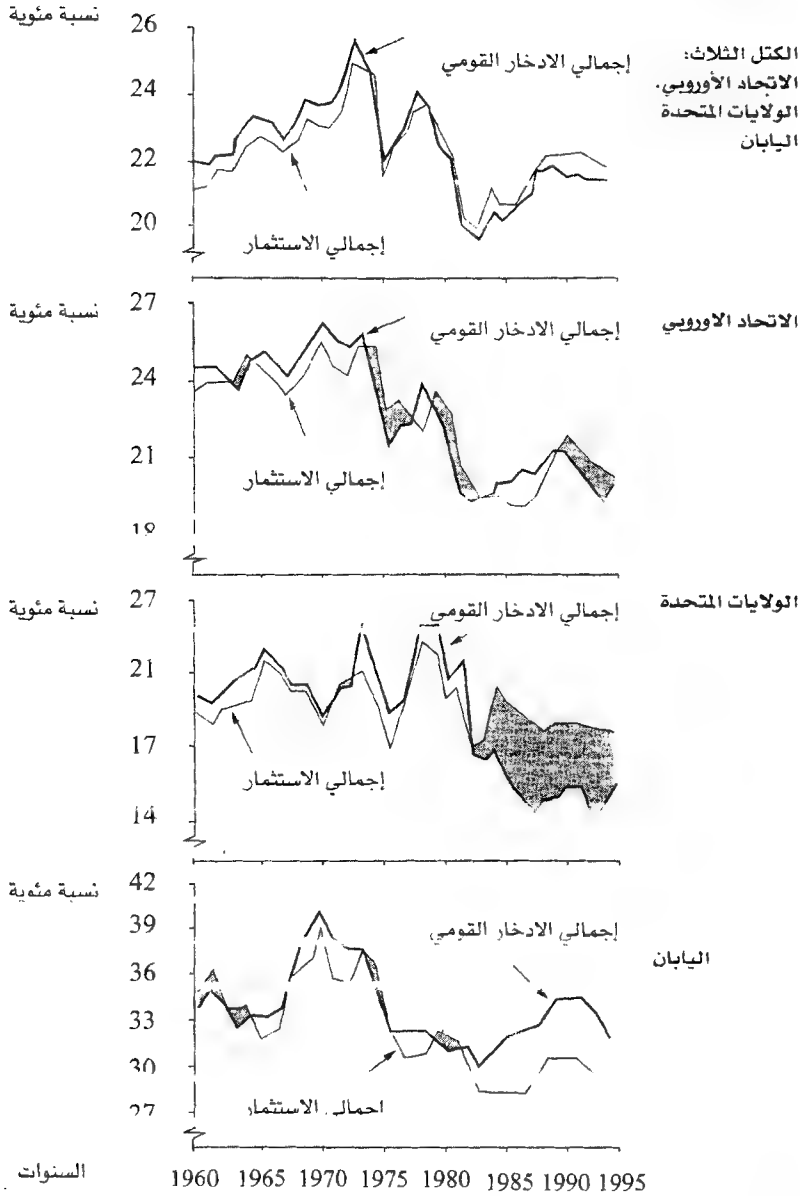 نسبة مئوية
26
24
22
20
إجمالي الادخار القومي
إجمالي الاستثمار
الكتل الثلاث:
الاتحاد الأوروبي.
الولايات المتحدة
اليابان
نسبة مئوية
27
24
21
إجمالي الادخار القومي
إجمالي الاستثمار
الاتحاد الاوروبي
نسبة مئوية
27
21
17
14
إجمالي الادخار القومي
إجمالي الاستثمار
الولايات المتحدة
نسبة مئوية
42
39
36
33
30
27
إجمالي الادخار القومي
إجمالي الاستثمار
اليابان
السنوات
1960 1965 1970 1975 1980 1985 1990 1995